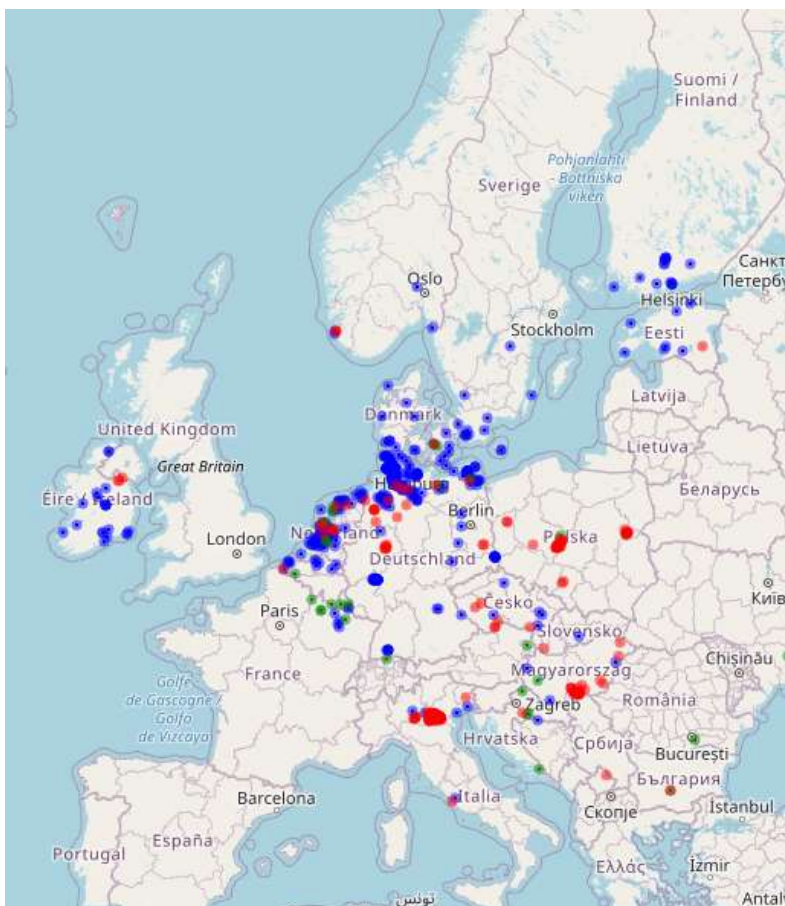 Suomi /
Finland
Pohjanlahti
- Bottniska
viken
Sverige
Санкт
Петербу
Oslo
Helsinki
Stockholm
Eesti
Latvija
Danmark
United Kingdom
Lietuva
Great Britain
Éire / Ireland
Беларусь
Berlin
London
Polska
Deutschland
Київ
Paris
Česko
Slovensko
Chișinău
France
Magyarország
Golfe
de Gascogne /
Golfo
de Vizcaya
România
Zagreb
Hrvatska
Србија
București
България
Italia
Barcelona
Скопје
İstanbul
España
Portugal
Ελλάς
İzmir
تونس
Antal